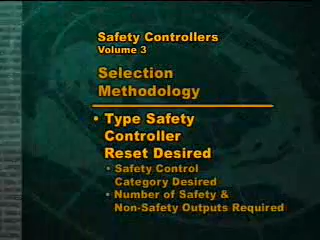 Safety Controllers
Volume 3
Selection
Methodology
• Type Safety
Controller
Reset Desired
• Safety Control
Category Desired
• Number of Safety &
Non-Safety Outputs Required